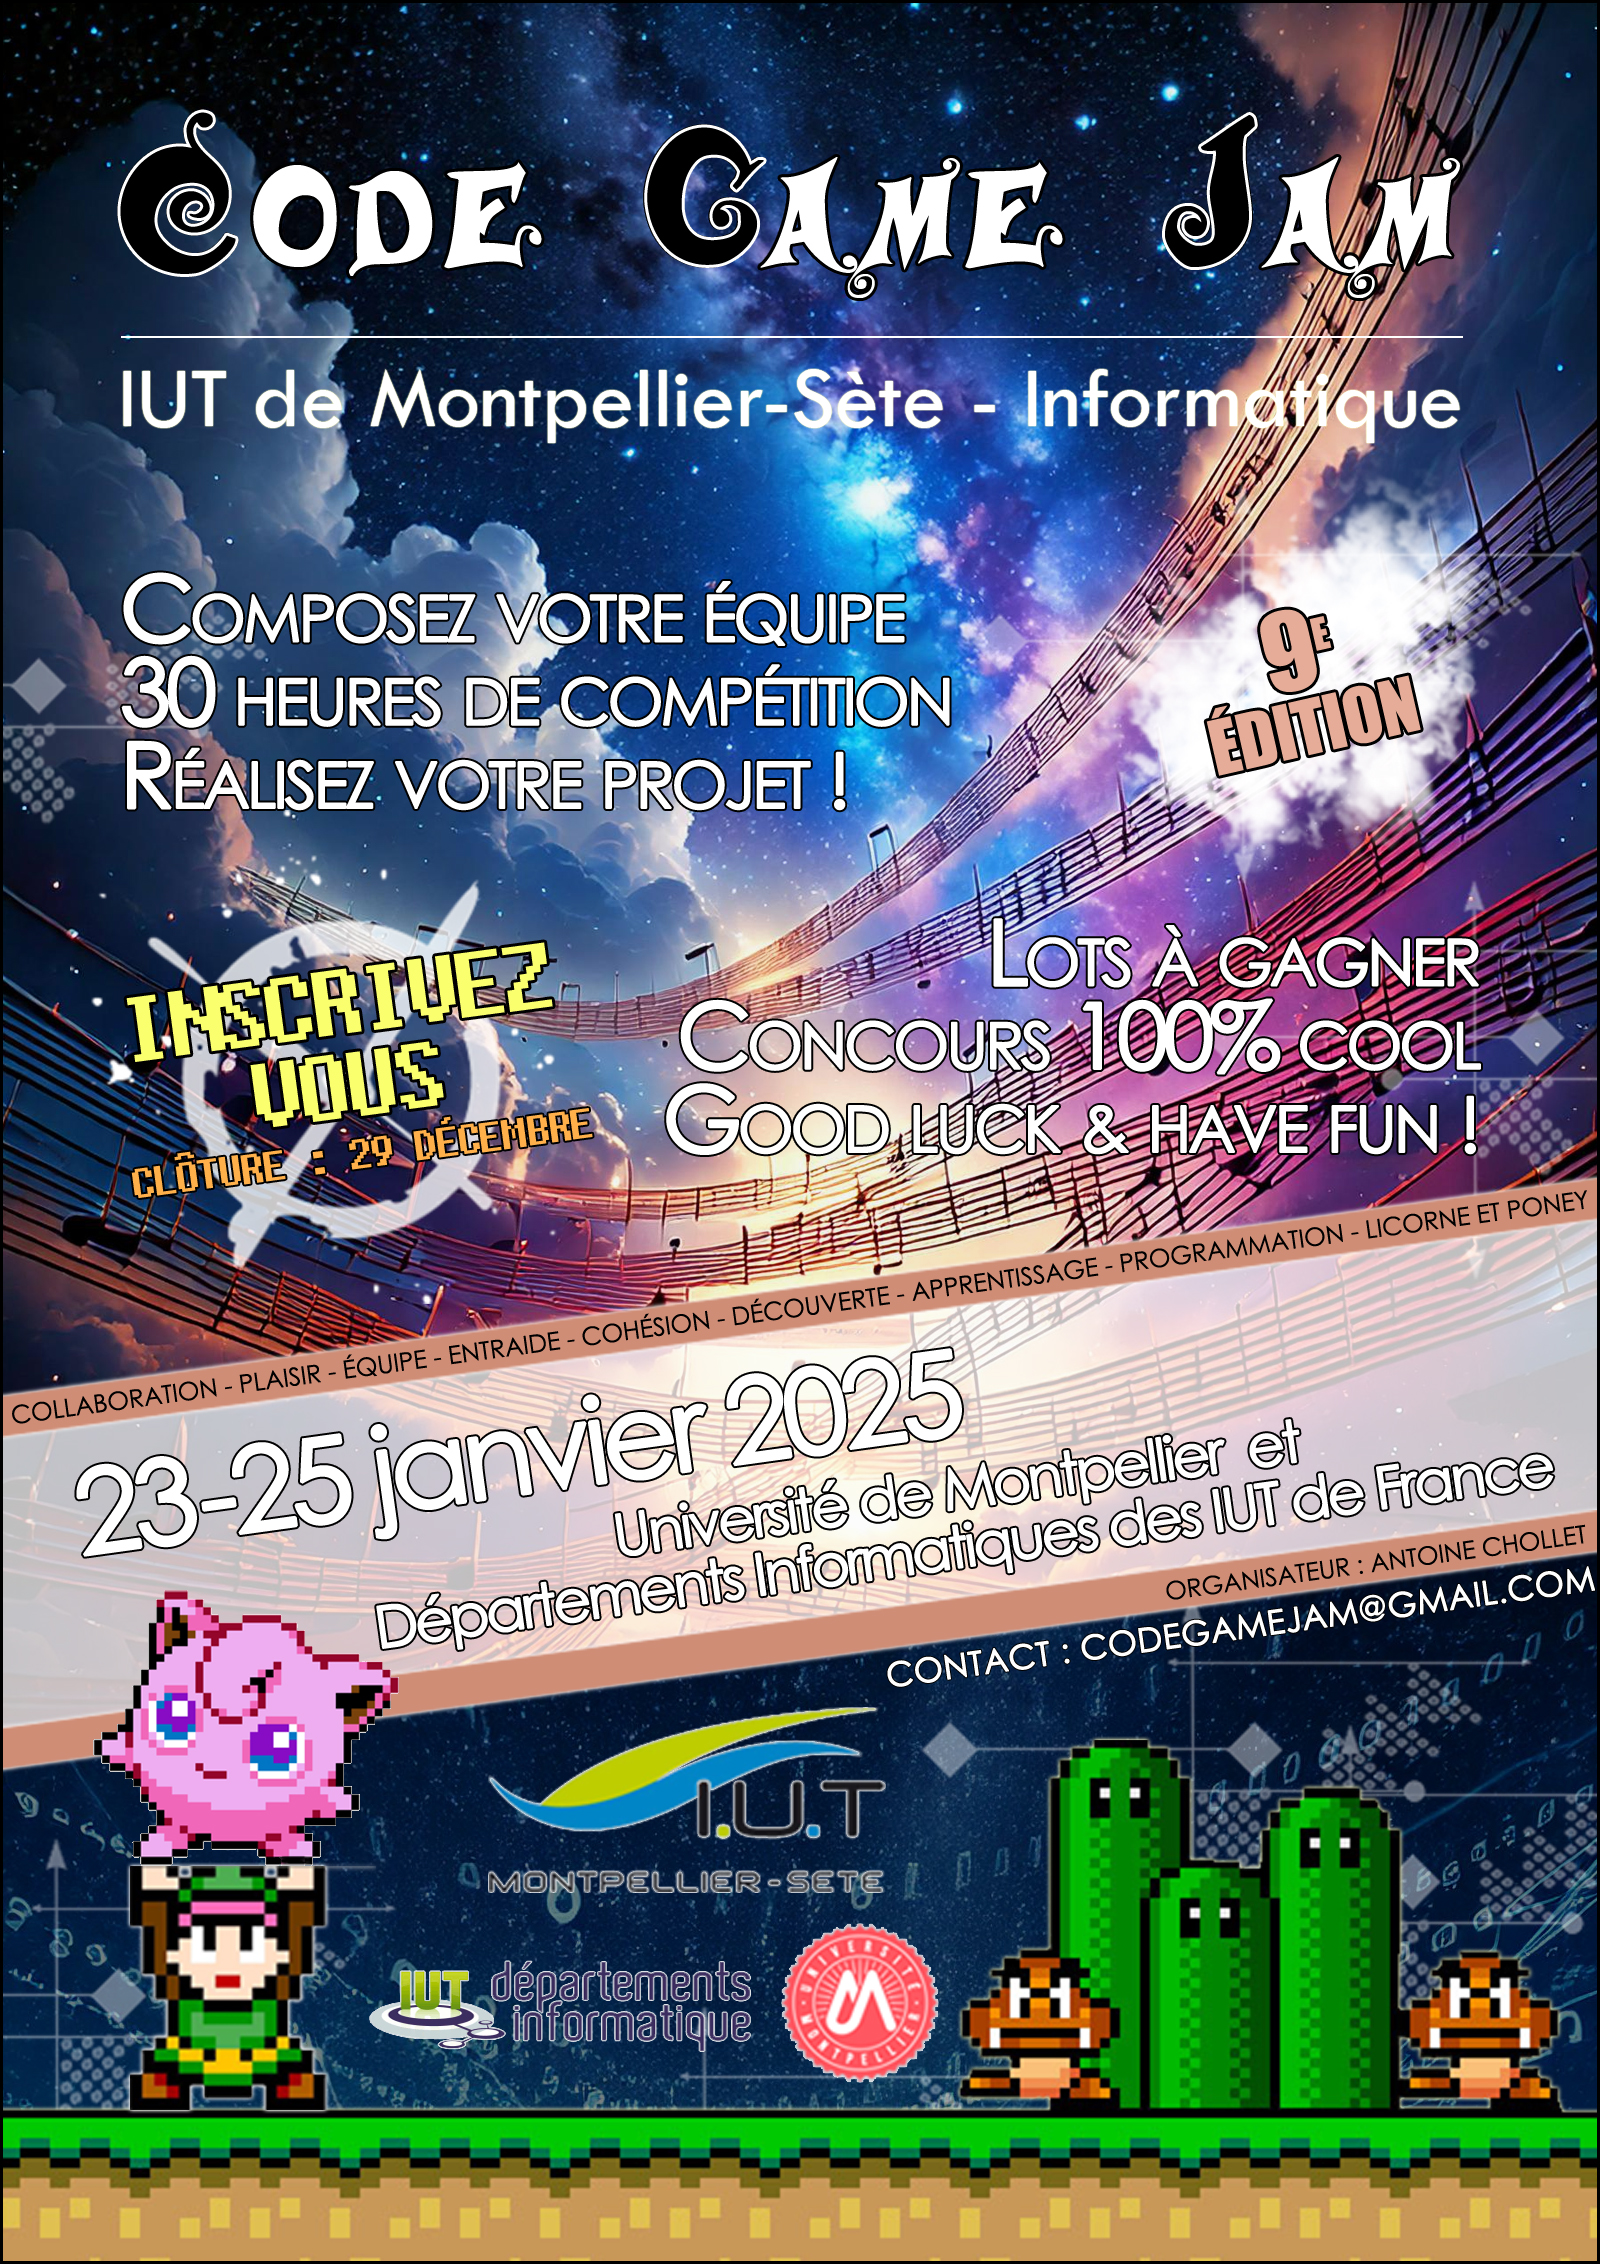 CODE GAME JAM
IUT de Montpellier-Sète - Informatique
COMPOSEZ VOTRE ÉQUIPE
30 HEURES DE COMPÉTITION
RÉALISEZ VOTRE PROJET !
9E
ÉDITION
INSCRIVEZ
VOUS
CLÔTURE : 29 DÉCEMBRE
LOTS À GAGNER
CONCOURS 100% COOL
GOOD LUCK & HAVE FUN !
COLLABORATION - PLAISIR - ÉQUIPE - ENTRAIDE - COHÉSION - DÉCOUVERTE - APPRENTISSAGE - PROGRAMMATION - LICORNE ET PONEY
23-25 janvier 2025
Université de Montpellier et
Départements Informatiques des IUT de France
ORGANISATEUR : ANTOINE CHOLLET
CONTACT : CODEGAMEJAM@GMAIL.COM
I.U.T
MONTPELLIER-SETE
IUT départements
informatique
UNIVERSITÉ
MONTPELLIER